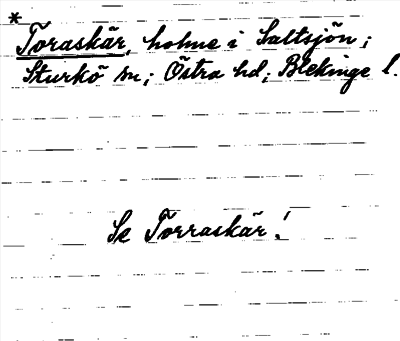 * Toraskär, holme i Saltsjön;
Sturkö sn; Östra hd; Blekinge l.
Se Torraskär!